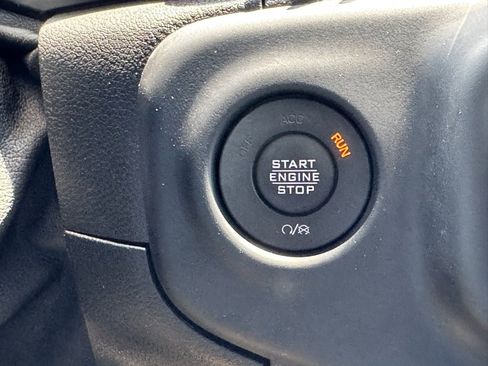 OFF
ACC
RUN
START
ENGINE
STOP